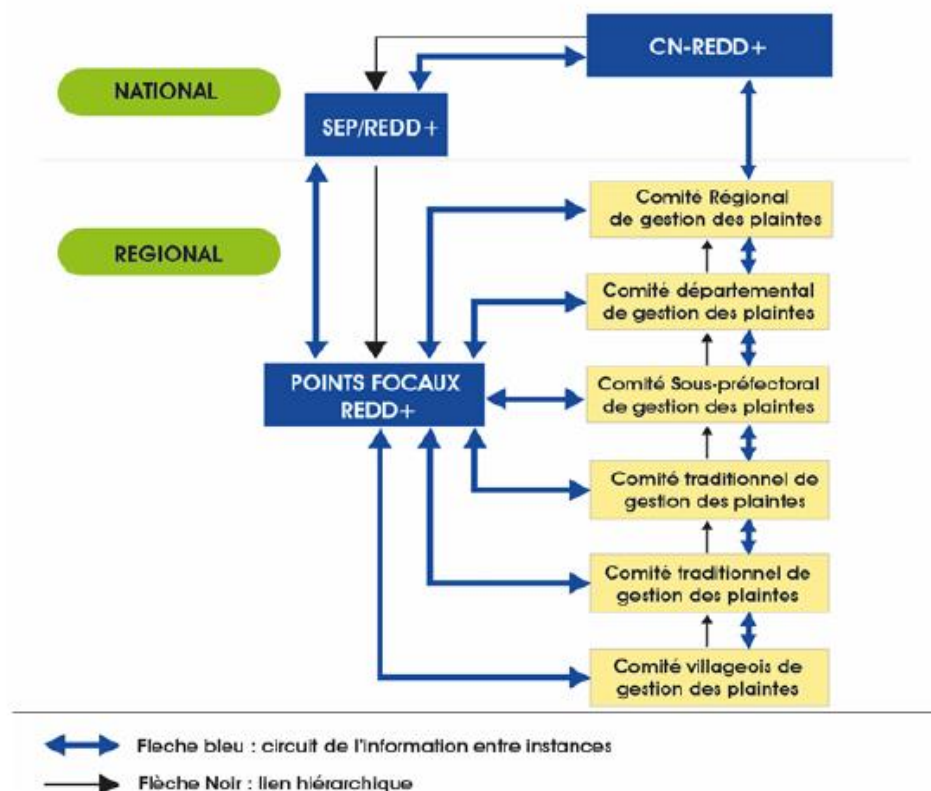 CN-REDD+
NATIONAL
SEP/REDD+
Comité Régional
de gestion des plaintes
REGIONAL
Comité départemental
de gestion des plaintes
POINTS FOCAUX
REDD+
Comité Sous-préfectoral
de gestion des plaintes
Comité traditionnel de
gestion des plaintes
Comité traditionnel de
gestion des plaintes
Comité villageois de
gestion des plaintes
Fleche bleu : circuit de l'information entre instances
Flèche Noir : lien hiérarchique